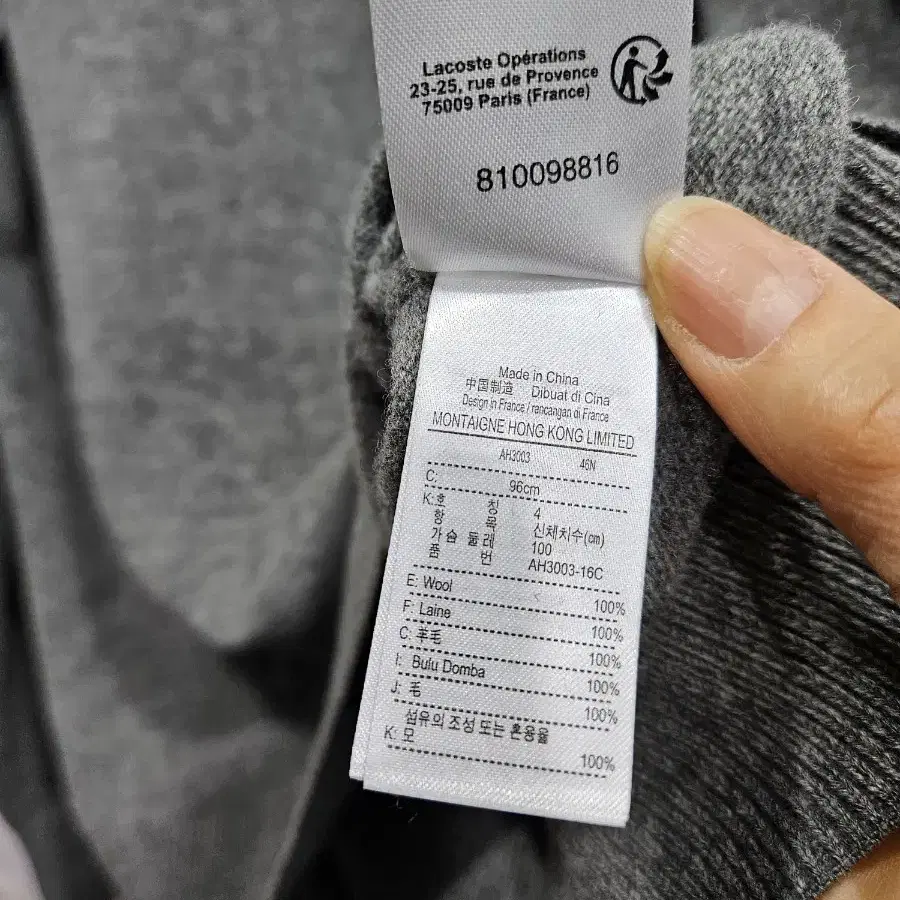 Lacoste Opérations
23-25, rue de Provence
75009 Paris (France)
810098816
Made in China
中国制造 Dibuat di Cina
Design in France / rancangan di France
MONTAIGNE HONG KONG LIMITED
AH3003 46N
C: 96cm
K:호 칭 4
항 목 신체치수(cm)
가슴 둘레 100
품 번 AH3003-16C
E: Wool 100%
F: Laine 100%
C: 羊毛 100%
I: Bulu Domba 100%
J: 毛 100%
섬유의 조성 또는 혼용율
K: 모 100%